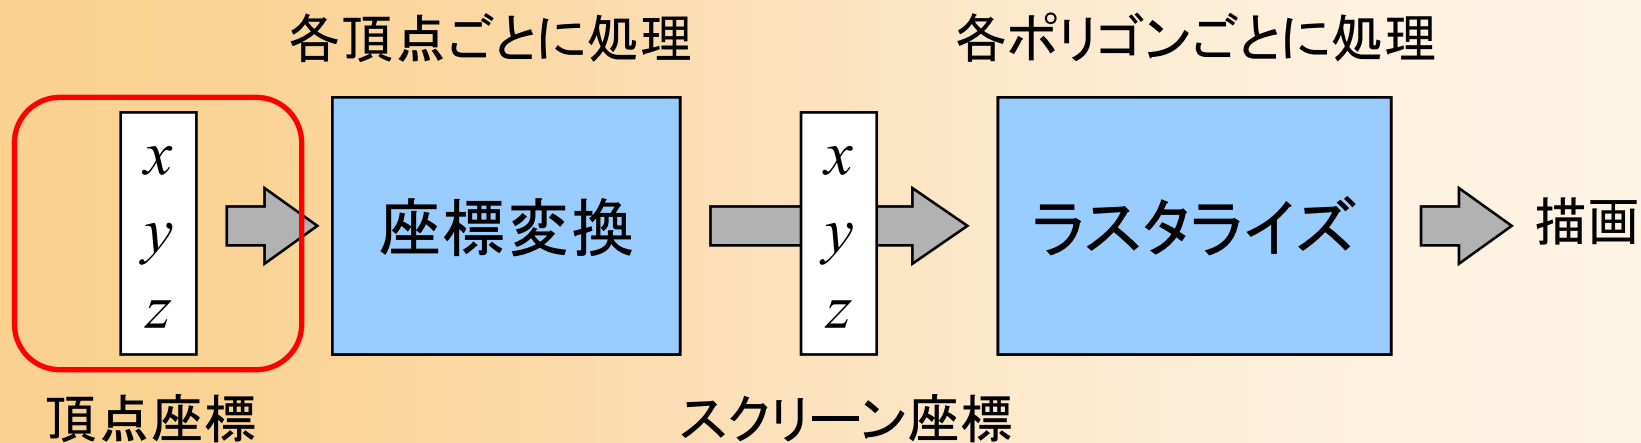 各頂点ごとに処理
各ポリゴンごとに処理
x
y
z
座標変換
x
y
z
ラスタライズ
描画
頂点座標
スクリーン座標